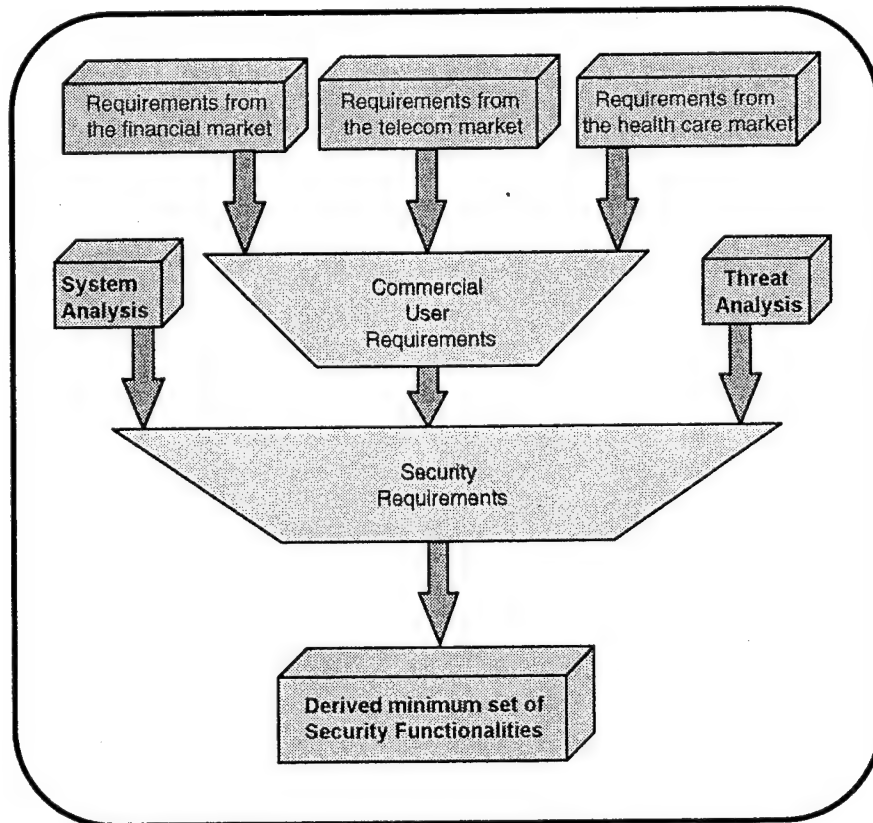 Requirements from
the financial market
Requirements from
the telecom market
Requirements from
the health care market
System
Analysis
Commercial
User
Requirements
Threat
Analysis
Security
Requirements
Derived minimum set of
Security Functionalities